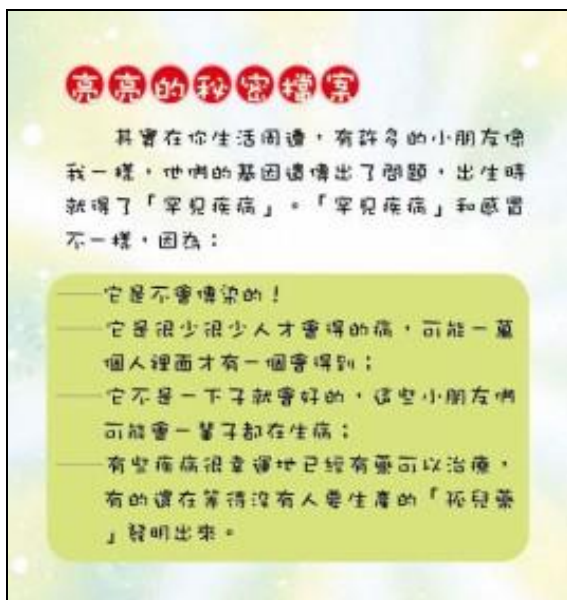 亮亮的秘密檔案
其實在你生活周遭，有許多的小朋友像
我一樣，他們的基因遺傳出了問題，出生時
就得了「罕見疾病」。「罕見疾病」和感冒
不一樣，因為：
——它是不會傳染的！
——它是很少很少人才會得的病，可能一萬
個人裡面才有一個會得到；
——它不是一下子就會好的，這些小朋友們
可能會一輩子都在生病；
——有些疾病很幸運地已經有藥可以治療，
有的還在等待沒有人要生產的「孤兒藥
」發明出來。